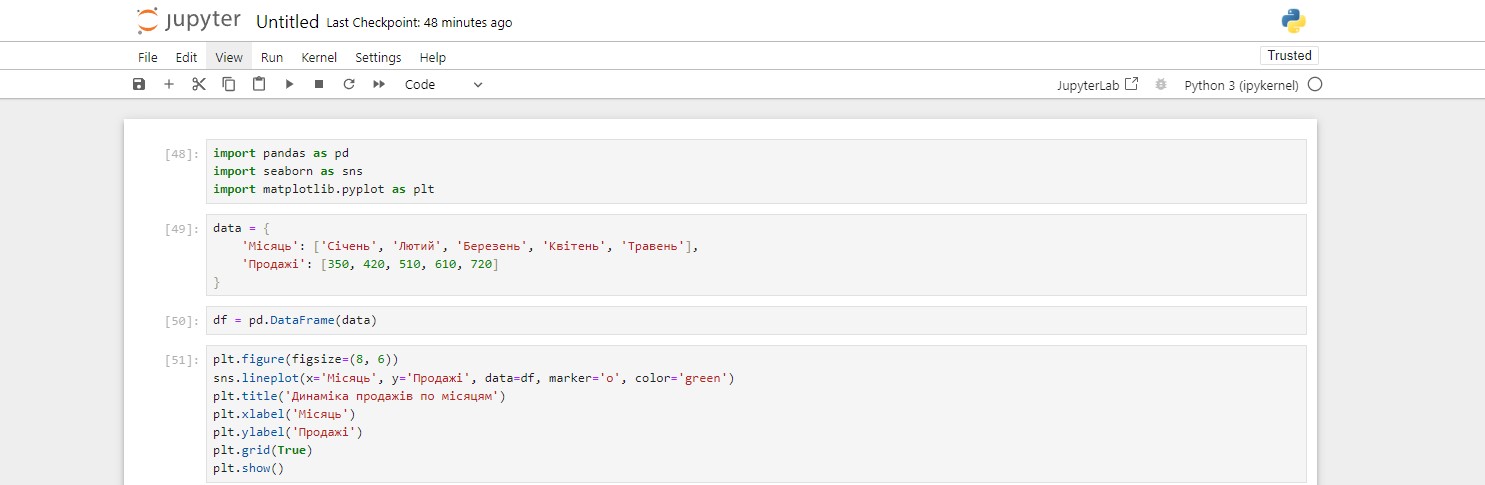 jupyter Untitled Last Checkpoint: 48 minutes ago
File Edit View Run Kernel Settings Help Trusted
Code JupyterLab Python 3 (ipykernel)
[48]: import pandas as pd
import seaborn as sns
import matplotlib.pyplot as plt
[49]: data = {
    'Місяць': ['Січень', 'Лютий', 'Березень', 'Квітень', 'Травень'],
    'Продажі': [350, 420, 510, 610, 720]
}
[50]: df = pd.DataFrame(data)
[51]: plt.figure(figsize=(8, 6))
sns.lineplot(x='Місяць', y='Продажі', data=df, marker='o', color='green')
plt.title('Динаміка продажів по місяцям')
plt.xlabel('Місяць')
plt.ylabel('Продажі')
plt.grid(True)
plt.show()